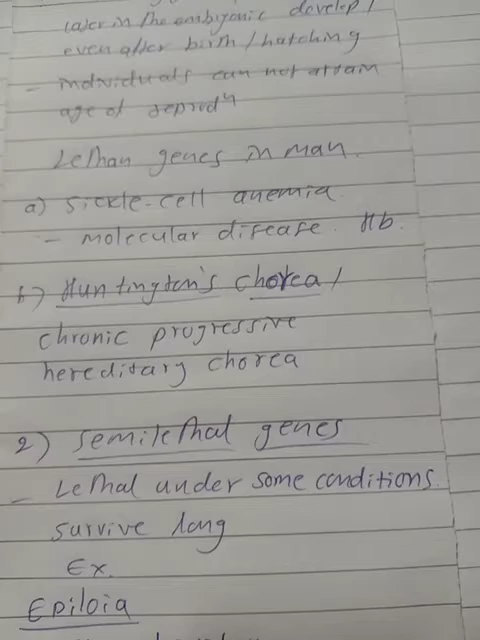 later in the embryonic develop/
even after birth/hatching
- individuals can not attain
age of reprodⁿ
Lethan genes in man.
a) Sickle-cell anemia
- molecular disease. Hb.
b) Huntington's chorea/
chronic progressive
hereditary chorea
2) semilethal genes
- Lethal under some conditions.
survive long
Ex.
Epiloia